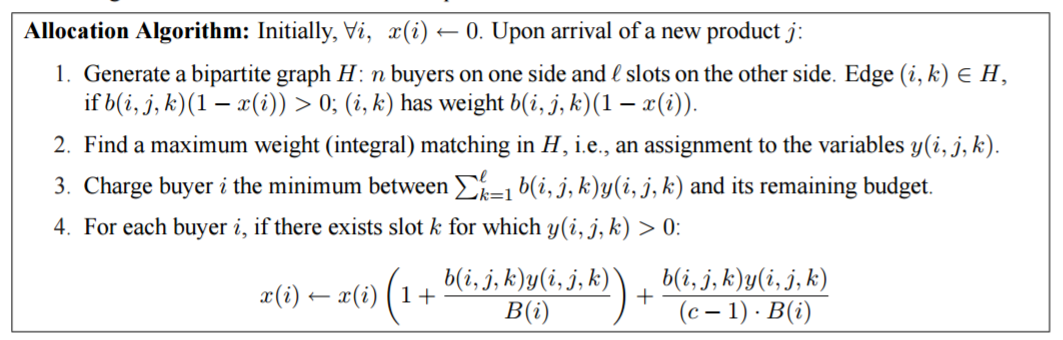 Allocation Algorithm: Initially, ∀i, x(i) ← 0. Upon arrival of a new product j:
1. Generate a bipartite graph H: n buyers on one side and ℓ slots on the other side. Edge (i, k) ∈ H,
if b(i, j, k)(1 − x(i)) > 0; (i, k) has weight b(i, j, k)(1 − x(i)).
2. Find a maximum weight (integral) matching in H, i.e., an assignment to the variables y(i, j, k).
3. Charge buyer i the minimum between ∑ℓk=1 b(i, j, k)y(i, j, k) and its remaining budget.
4. For each buyer i, if there exists slot k for which y(i, j, k) > 0:
x(i) ← x(i) (1 + b(i, j, k)y(i, j, k) / B(i)) + b(i, j, k)y(i, j, k) / (c − 1) · B(i)